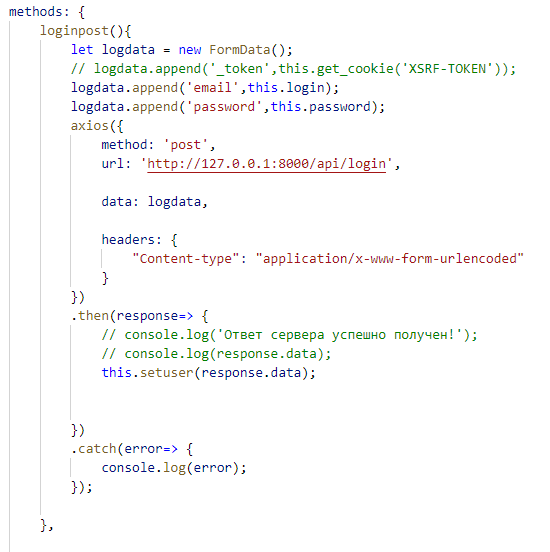 methods: {
loginpost(){
let logdata = new FormData();
// logdata.append('_token',this.get_cookie('XSRF-TOKEN'));
logdata.append('email',this.login);
logdata.append('password',this.password);
axios({
method: 'post',
url: 'http://127.0.0.1:8000/api/login',
data: logdata,
headers: {
"Content-type": "application/x-www-form-urlencoded"
}
})
.then(response=> {
// console.log('Ответ сервера успешно получен!');
// console.log(response.data);
this.setuser(response.data);
})
.catch(error=> {
console.log(error);
});
},